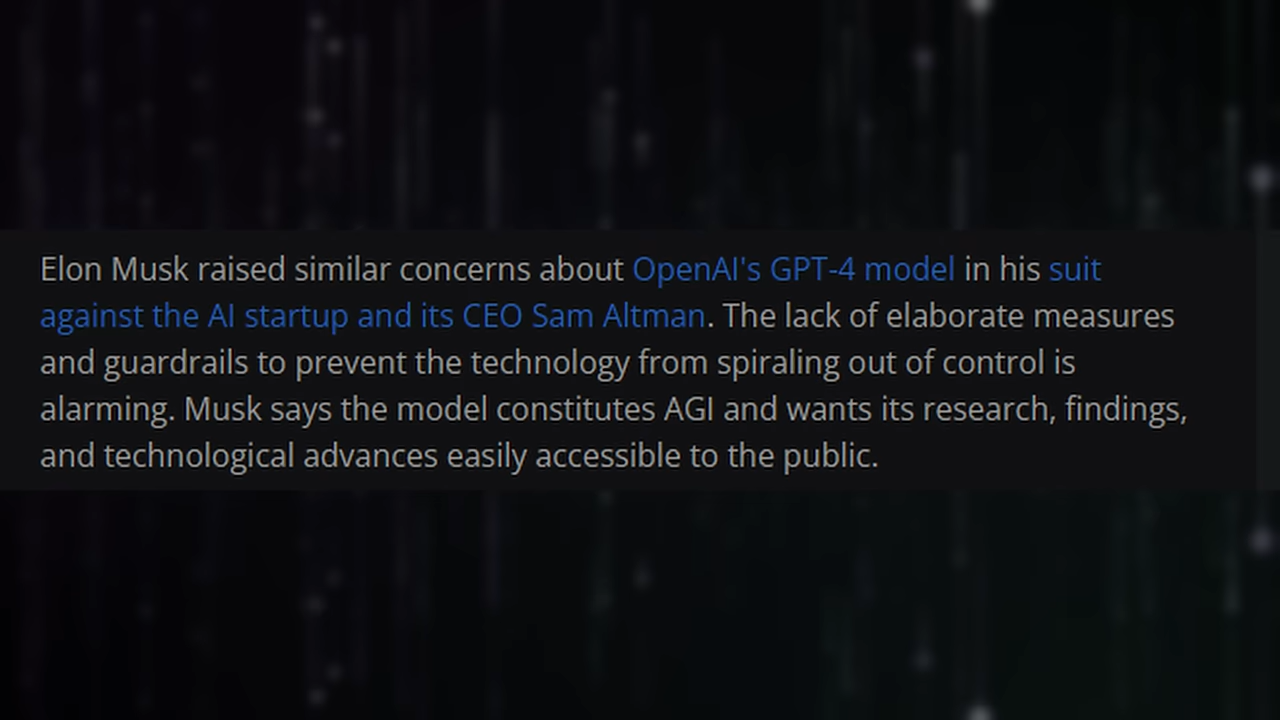 Elon Musk raised similar concerns about OpenAI's GPT-4 model in his suit
against the AI startup and its CEO Sam Altman. The lack of elaborate measures
and guardrails to prevent the technology from spiraling out of control is
alarming. Musk says the model constitutes AGI and wants its research, findings,
and technological advances easily accessible to the public.